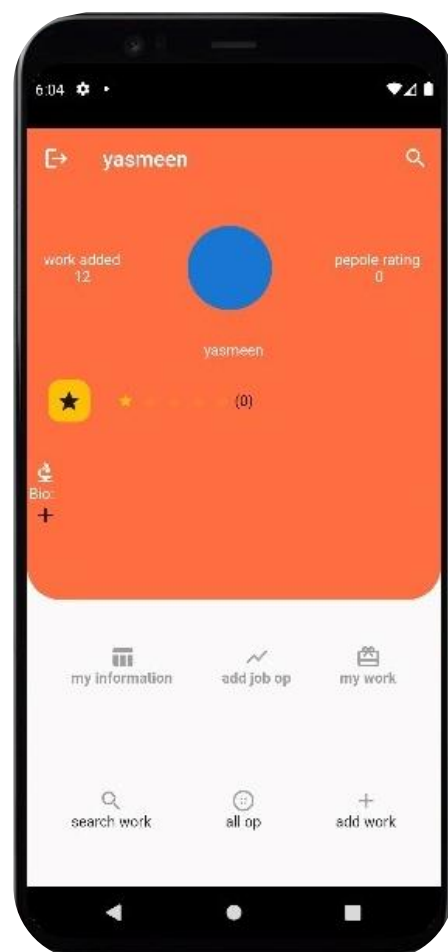 6:04
yasmeen
work added
12
pepole rating
0
yasmeen
(0)
Bio:
my information
add job op
my work
search work
all op
add work